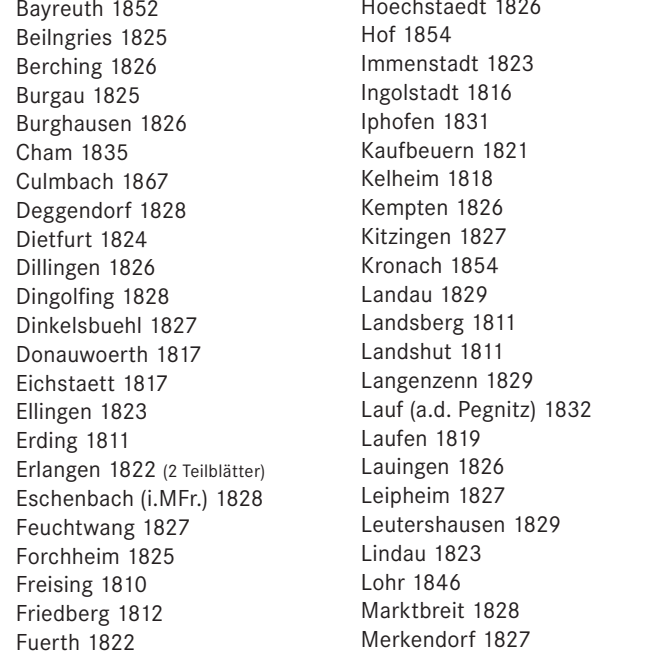 Bayreuth 1852
Beilngries 1825
Berching 1826
Burgau 1825
Burghausen 1826
Cham 1835
Culmbach 1867
Deggendorf 1828
Dietfurt 1824
Dillingen 1826
Dingolfing 1828
Dinkelsbuehl 1827
Donauwoerth 1817
Eichstaett 1817
Ellingen 1823
Erding 1811
Erlangen 1822 (2 Teilblätter)
Eschenbach (i.MFr.) 1828
Feuchtwang 1827
Forchheim 1825
Freising 1810
Friedberg 1812
Fuerth 1822
Hoechstaedt 1826
Hof 1854
Immenstadt 1823
Ingolstadt 1816
Iphofen 1831
Kaufbeuern 1821
Kelheim 1818
Kempten 1826
Kitzingen 1827
Kronach 1854
Landau 1829
Landsberg 1811
Landshut 1811
Langenzenn 1829
Lauf (a.d. Pegnitz) 1832
Laufen 1819
Lauingen 1826
Leipheim 1827
Leutershausen 1829
Lindau 1823
Lohr 1846
Marktbreit 1828
Merkendorf 1827